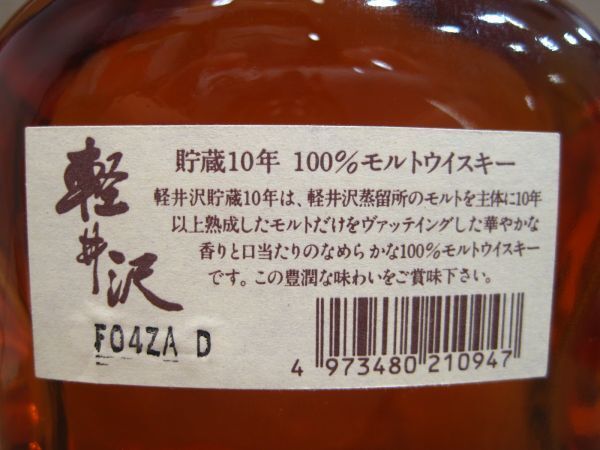 軽井沢
貯蔵10年 100%モルトウイスキー
軽井沢貯蔵10年は、軽井沢蒸留所のモルトを主体に10年
以上熟成したモルトだけをヴァッテイングした華やかな
香りと口当たりのなめらかな100%モルトウイスキー
です。この豊潤な味わいをご賞味下さい。
F04ZA D
4 973480 210947